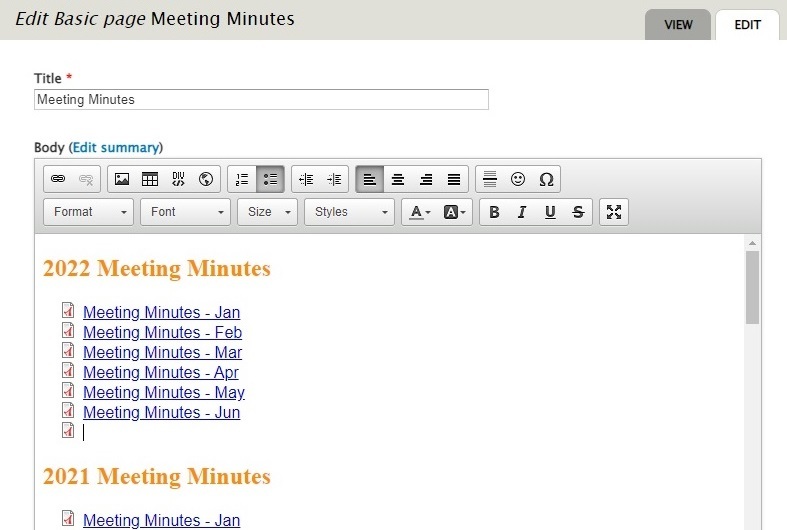 Edit Basic page Meeting Minutes
VIEW
EDIT
Title *
Meeting Minutes
Body (Edit summary)
DIV
Ω
Format Font Size Styles A A B I U S
2022 Meeting Minutes
Meeting Minutes - Jan
Meeting Minutes - Feb
Meeting Minutes - Mar
Meeting Minutes - Apr
Meeting Minutes - May
Meeting Minutes - Jun
2021 Meeting Minutes
Meeting Minutes - Jan